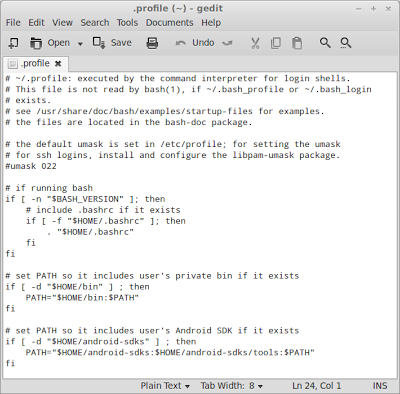 .profile (~) - gedit
File Edit View Search Tools Documents Help
Open Save Undo
.profile
# ~/.profile: executed by the command interpreter for login shells.
# This file is not read by bash(1), if ~/.bash_profile or ~/.bash_login
# exists.
# see /usr/share/doc/bash/examples/startup-files for examples.
# the files are located in the bash-doc package.

# the default umask is set in /etc/profile; for setting the umask
# for ssh logins, install and configure the libpam-umask package.
#umask 022

# if running bash
if [ -n "$BASH_VERSION" ]; then
    # include .bashrc if it exists
    if [ -f "$HOME/.bashrc" ]; then
        . "$HOME/.bashrc"
    fi
fi

# set PATH so it includes user's private bin if it exists
if [ -d "$HOME/bin" ] ; then
    PATH="$HOME/bin:$PATH"
fi

# set PATH so it includes user's Android SDK if it exists
if [ -d "$HOME/android-sdks" ] ; then
    PATH="$HOME/android-sdks:$HOME/android-sdks/tools:$PATH"
fi
Plain Text Tab Width: 8 Ln 24, Col 1 INS